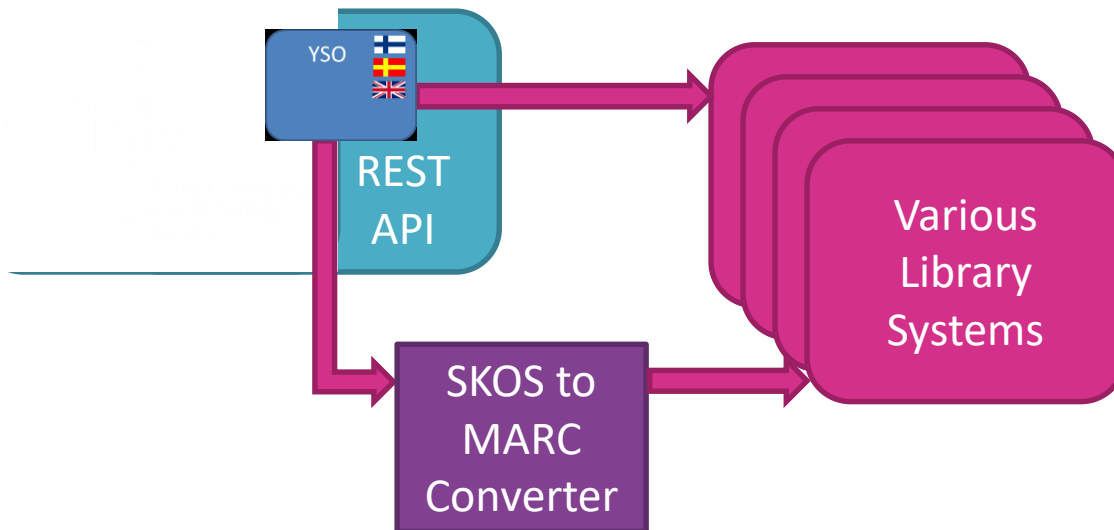 YSO
REST
API
Various
Library
Systems
SKOS to
MARC
Converter